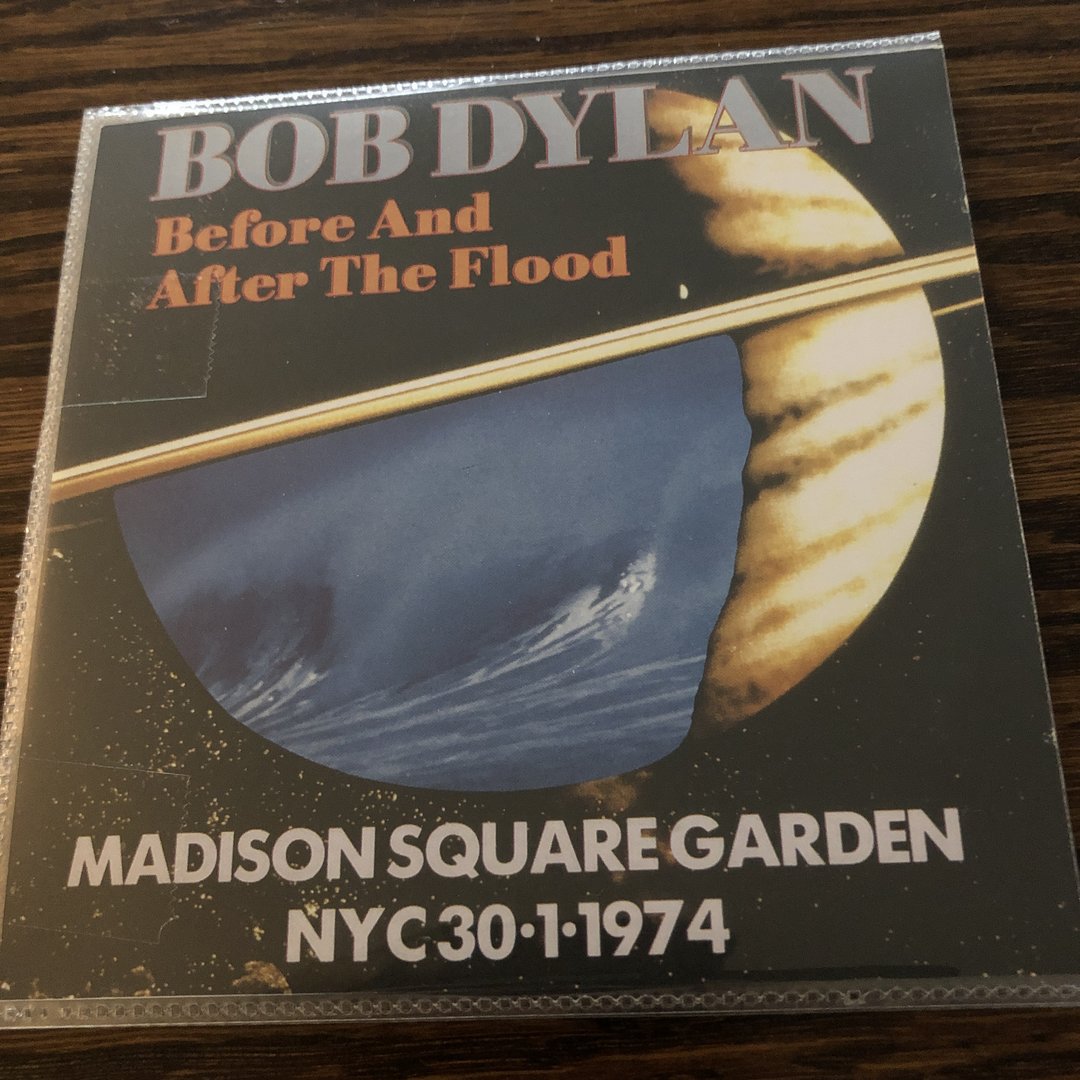 BOB DYLAN
Before And
After The Flood
MADISON SQUARE GARDEN
NYC 30·1·1974